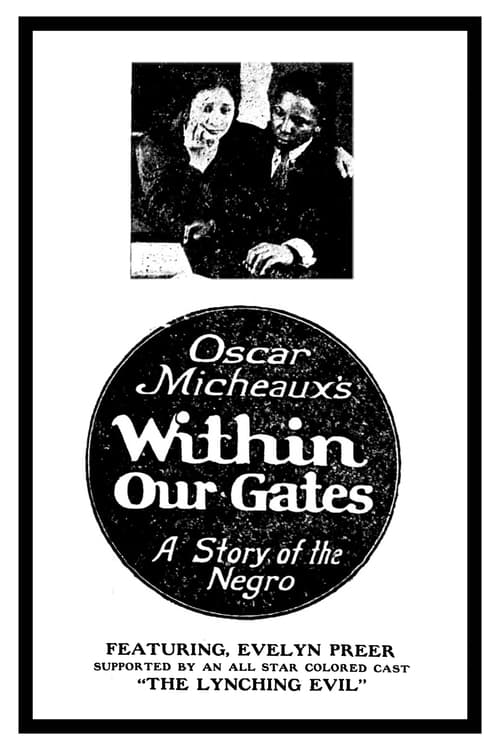 Oscar
Micheaux's
Within
Our Gates
A Story of the
Negro
FEATURING, EVELYN PREER
SUPPORTED BY AN ALL STAR COLORED CAST
"THE LYNCHING EVIL"